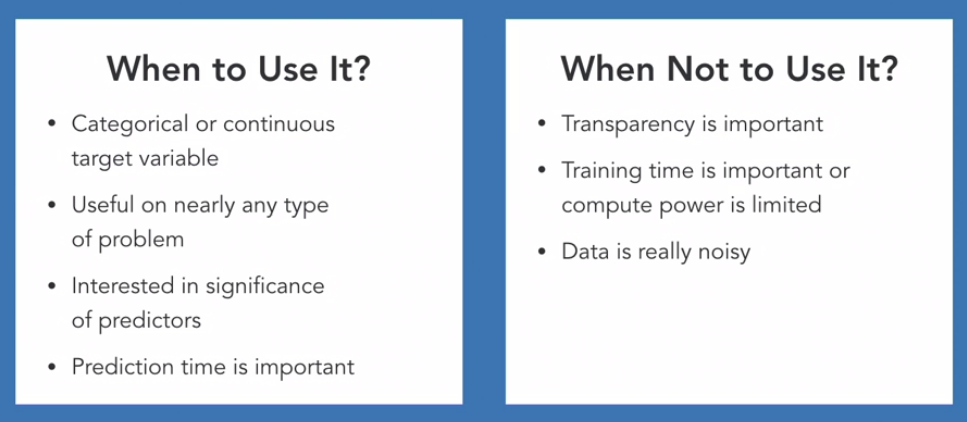 When to Use It?
• Categorical or continuous
target variable
• Useful on nearly any type
of problem
• Interested in significance
of predictors
• Prediction time is important
When Not to Use It?
• Transparency is important
• Training time is important or
compute power is limited
• Data is really noisy